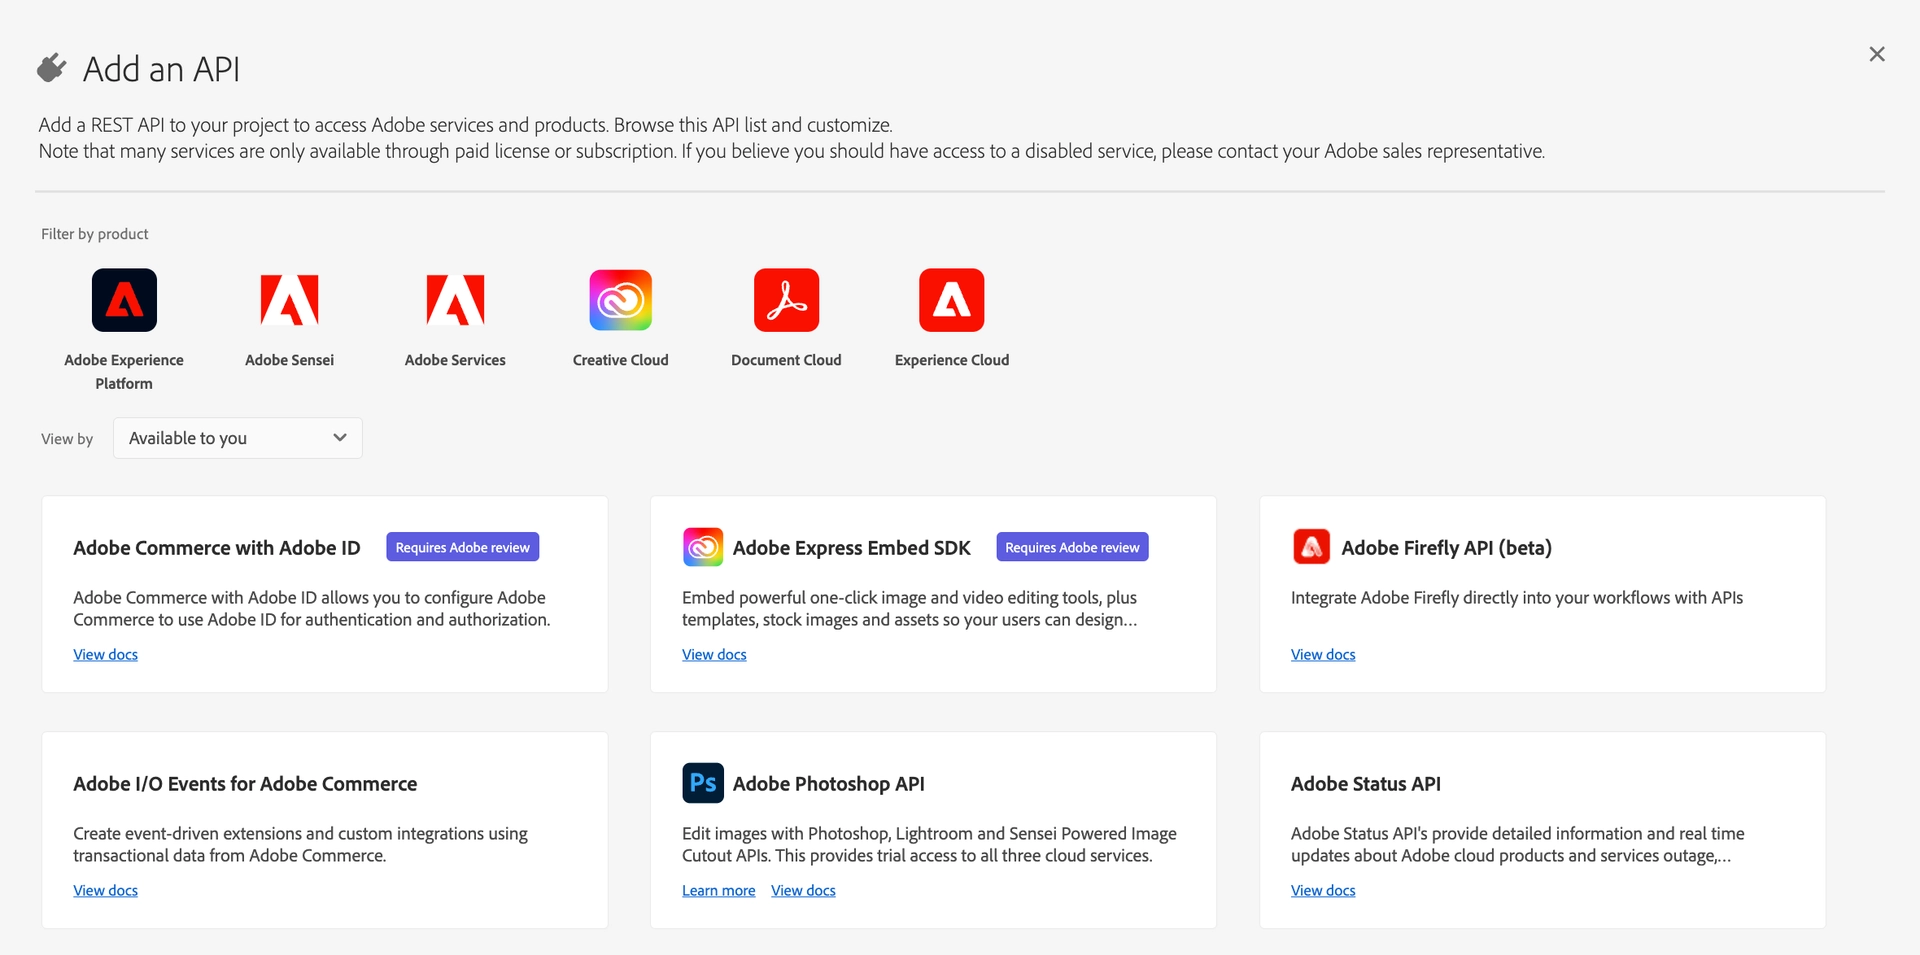 Add an API
Add a REST API to your project to access Adobe services and products. Browse this API list and customize.
Note that many services are only available through paid license or subscription. If you believe you should have access to a disabled service, please contact your Adobe sales representative.
Filter by product
Adobe Experience
Platform
Adobe Sensei
Adobe Services
Creative Cloud
Document Cloud
Experience Cloud
View by
Available to you
Adobe Commerce with Adobe ID
Requires Adobe review
Adobe Commerce with Adobe ID allows you to configure Adobe
Commerce to use Adobe ID for authentication and authorization.
View docs
Adobe Express Embed SDK
Requires Adobe review
Embed powerful one-click image and video editing tools, plus
templates, stock images and assets so your users can design...
View docs
Adobe Firefly API (beta)
Integrate Adobe Firefly directly into your workflows with APIs
View docs
Adobe I/O Events for Adobe Commerce
Create event-driven extensions and custom integrations using
transactional data from Adobe Commerce.
View docs
Ps
Adobe Photoshop API
Edit images with Photoshop, Lightroom and Sensei Powered Image
Cutout APIs. This provides trial access to all three cloud services.
Learn more
View docs
Adobe Status API
Adobe Status API's provide detailed information and real time
updates about Adobe cloud products and services outage,...
View docs